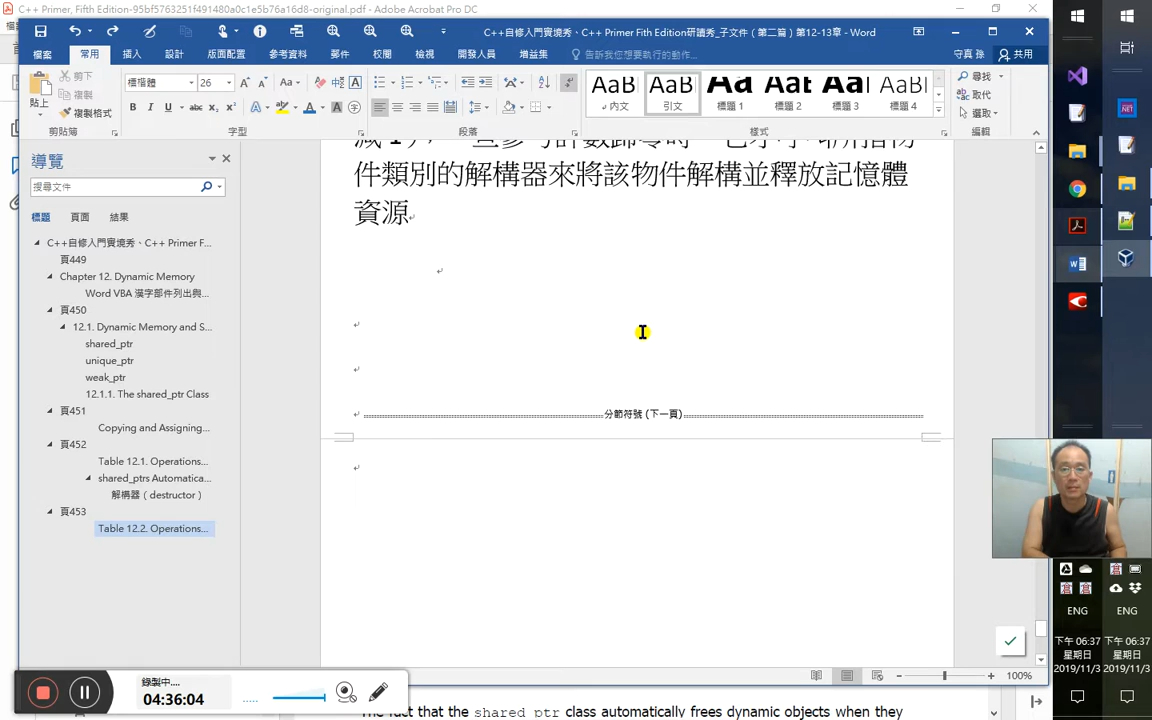 C++ Primer, Fifth Edition-95bf5763251f491480a0c1e5b76a16d8-original.pdf - Adobe Acrobat Pro DC
C++自修入門實境秀、C++ Primer Fith Edition研讀秀_子文件（第二篇）第12-13章 - Word
檔案 常用 插入 設計 版面配置 參考資料 郵件 校閱 檢視 開發人員 增益集 告訴我您想要執行的動作... 共用
貼上
剪下
複製
複製格式
剪貼簿
26
字型
段落
AaB AaB AaB Aat AaI AaBb
內文 引文 標題 1 標題 2 標題 3 標題 4
樣式
尋找
取代
選取
編輯
導覽
搜尋文件
標題 頁面 結果
C++自修入門實境秀、C++ Primer F...
頁449
Chapter 12. Dynamic Memory
Word VBA 漢字部件列出與...
頁450
12.1. Dynamic Memory and S...
shared_ptr
unique_ptr
weak_ptr
12.1.1. The shared_ptr Class
頁451
Copying and Assigning...
頁452
Table 12.1. Operations...
shared_ptrs Automatica...
解構器（destructor）
頁453
Table 12.2. Operations...
件類別的解構器來將該物件解構並釋放記憶體
資源
分節符號 (下一頁)
100%
ENG ENG
下午 06:37 下午 06:37
星期日 星期日
2019/11/3 2019/11/3
錄製中...
04:36:04
The fact that the shared_ptr class automatically frees dynamic objects when they